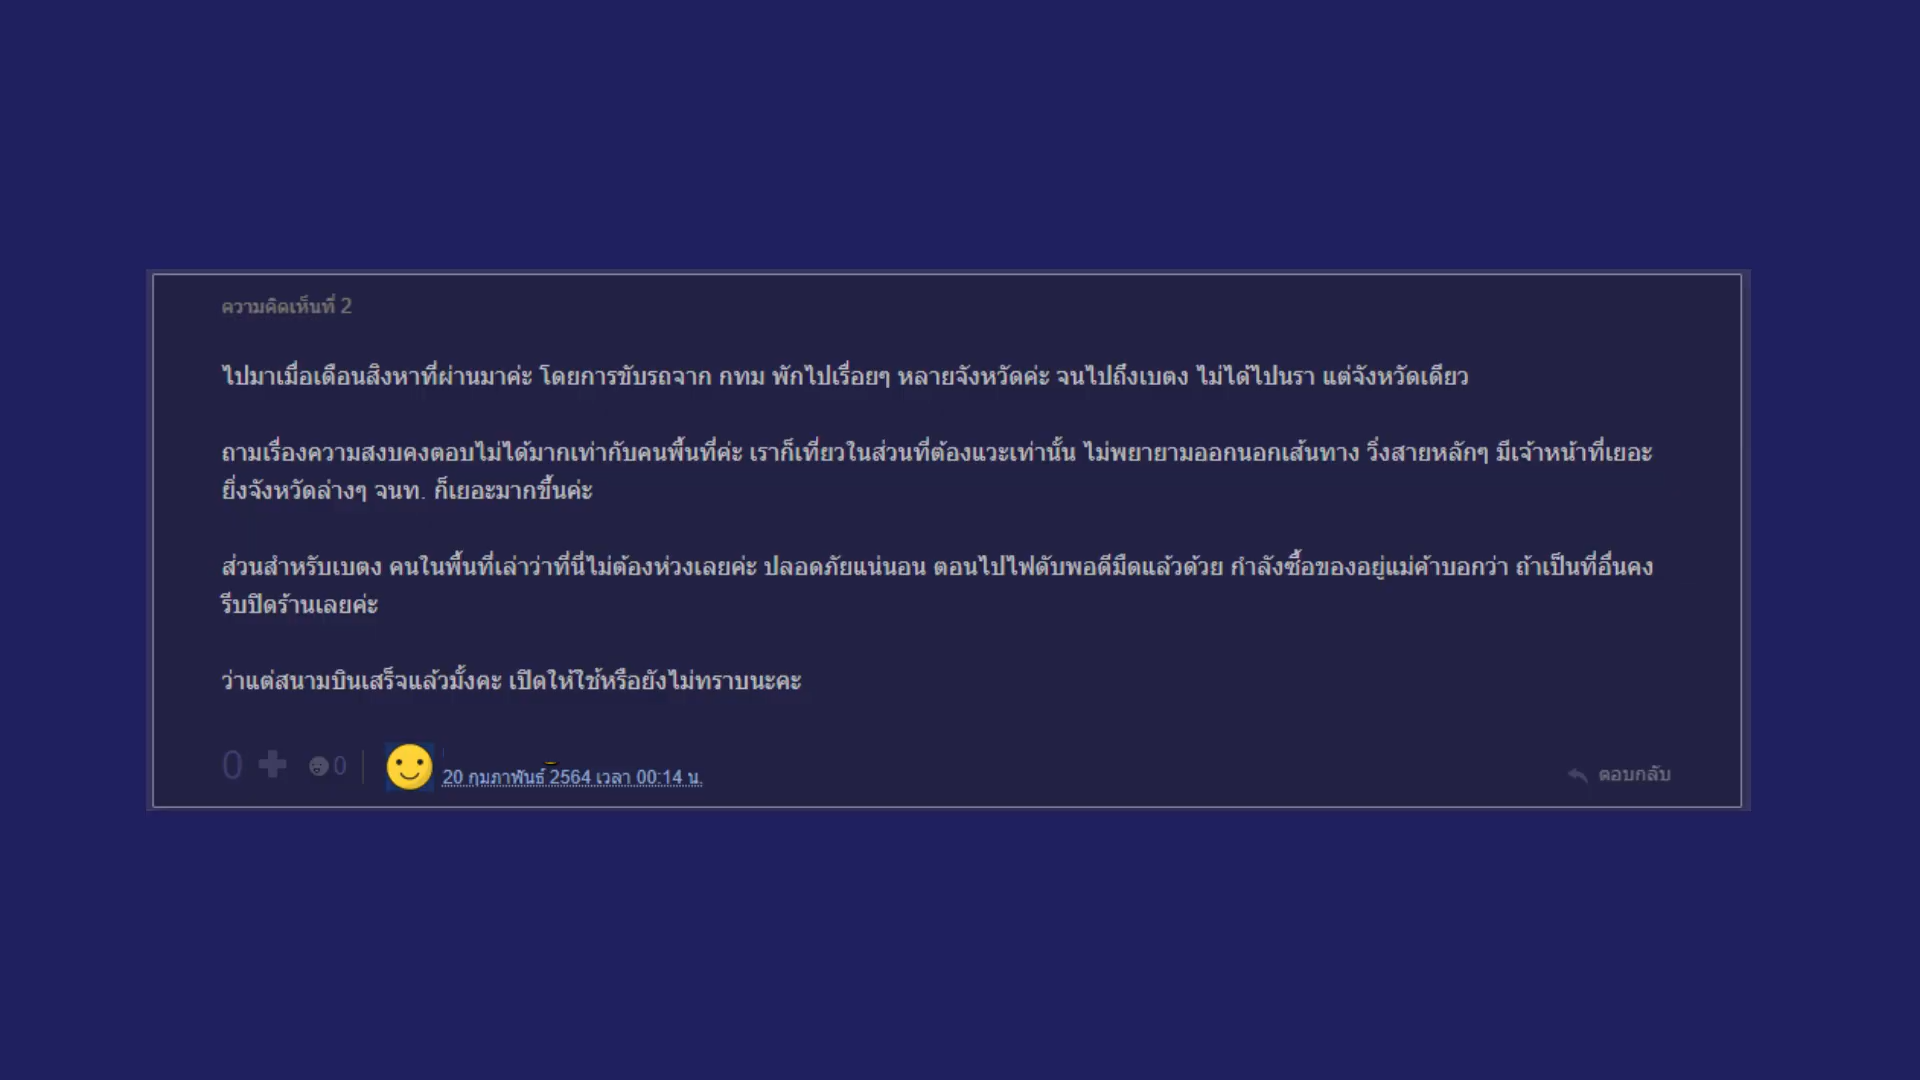 ความคิดเห็นที่ 2
ไปมาเมื่อเดือนสิงหาที่ผ่านมาค่ะ โดยการขับรถจาก กทม พักไปเรื่อยๆ หลายจังหวัดค่ะ จนไปถึงเบตง ไม่ได้ไปนรา แต่จังหวัดเดียว
ถามเรื่องความสงบคงตอบไม่ได้มากเท่ากับคนพื้นที่ค่ะ เราก็เที่ยวในส่วนที่ต้องแวะเท่านั้น ไม่พยายามออกนอกเส้นทาง วิ่งสายหลักๆ มีเจ้าหน้าที่เยอะ
ยิ่งจังหวัดล่างๆ จนท. ก็เยอะมากขึ้นค่ะ
ส่วนสำหรับเบตง คนในพื้นที่เล่าว่าที่นี่ไม่ต้องห่วงเลยค่ะ ปลอดภัยแน่นอน ตอนไปไฟดับพอดีมืดแล้วด้วย กำลังซื้อของอยู่แม่ค้าบอกว่า ถ้าเป็นที่อื่นคง
รีบปิดร้านเลยค่ะ
ว่าแต่สนามบินเสร็จแล้วมั้งคะ เปิดให้ใช้หรือยังไม่ทราบนะคะ
0 0 20 กุมภาพันธ์ 2564 เวลา 00:14 น. ตอบกลับ